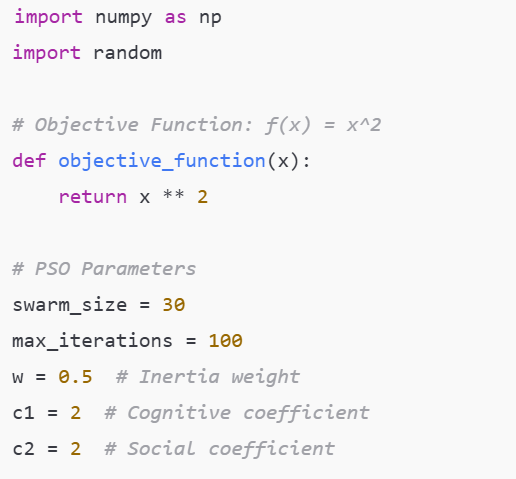 import numpy as np
import random
# Objective Function: f(x) = x^2
def objective_function(x):
    return x ** 2
# PSO Parameters
swarm_size = 30
max_iterations = 100
w = 0.5  # Inertia weight
c1 = 2  # Cognitive coefficient
c2 = 2  # Social coefficient